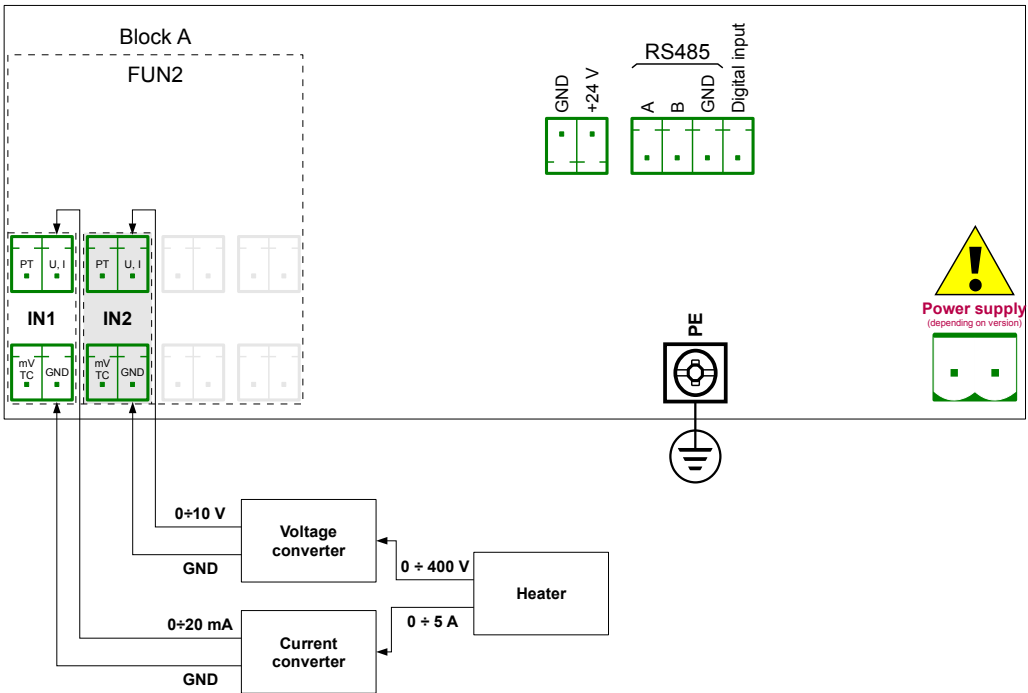 Block A
FUN2
GND
+24 V
RS485
A
B
GND
Digital input
PT
U, I
PT
U, I
IN1
IN2
mV
TC
GND
mV
TC
GND
PE
Power supply
(depending on version)
0÷10 V
GND
Voltage
converter
0 ÷ 400 V
Heater
0 ÷ 5 A
0÷20 mA
GND
Current
converter